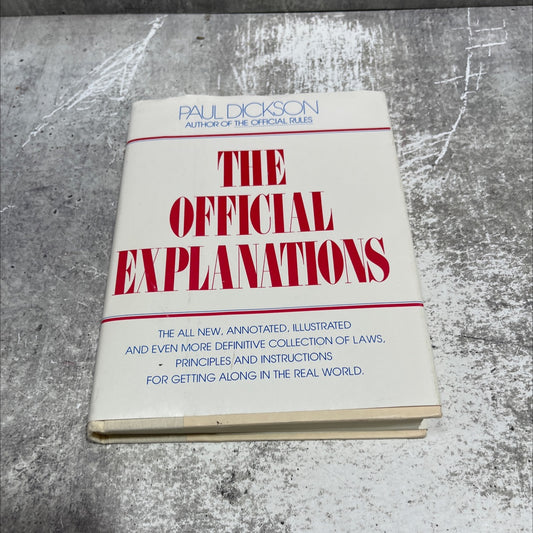 PAUL DICKSON
AUTHOR OF THE OFFICIAL RULES
THE
OFFICIAL
EXPLANATIONS
THE ALL NEW, ANNOTATED, ILLUSTRATED
AND EVEN MORE DEFINITIVE COLLECTION OF LAWS,
PRINCIPLES AND INSTRUCTIONS
FOR GETTING ALONG IN THE REAL WORLD.